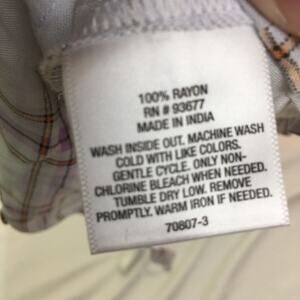 100% RAYON
RN # 93677
MADE IN INDIA
WASH INSIDE OUT. MACHINE WASH
COLD WITH LIKE COLORS.
GENTLE CYCLE. ONLY NON-
CHLORINE BLEACH WHEN NEEDED.
TUMBLE DRY LOW. REMOVE
PROMPTLY. WARM IRON IF NEEDED.
70807-3